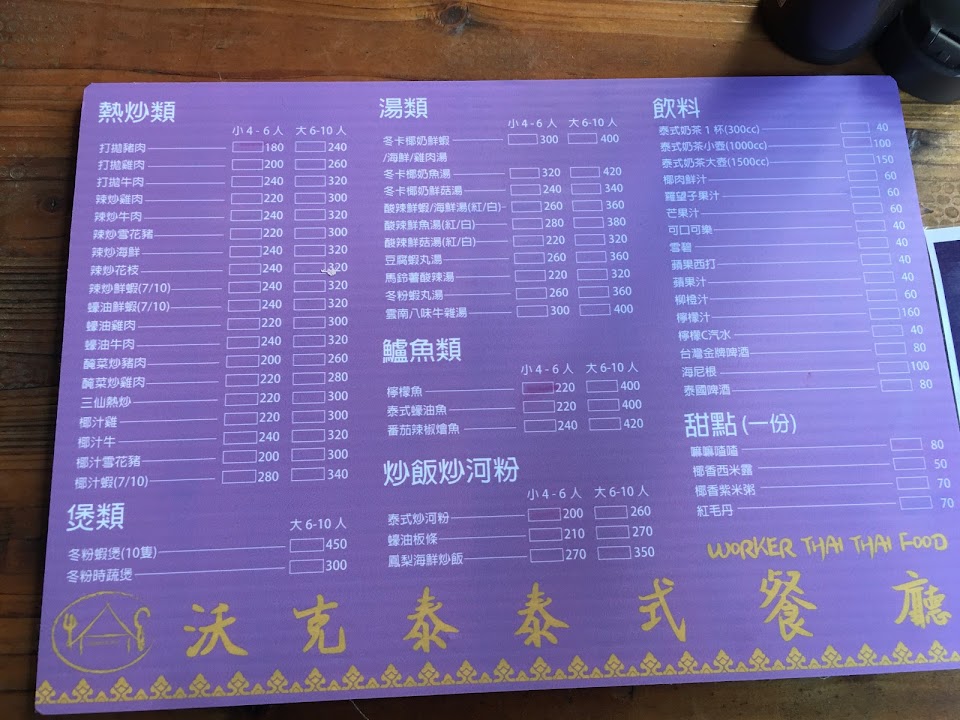 熱炒類
小 4 - 6 人 大 6-10 人
打拋豬肉 180 240
打拋雞肉 200 260
打拋牛肉 240 320
辣炒雞肉 220 300
辣炒牛肉 240 320
辣炒雪花豬 220 300
辣炒海鮮 240 320
辣炒花枝 240 320
辣炒鮮蝦(7/10) 240 320
蠔油鮮蝦(7/10) 240 320
蠔油雞肉 220 300
蠔油牛肉 240 320
醃菜炒豬肉 200 260
醃菜炒雞肉 220 280
三仙熱炒 220 300
椰汁雞 220 300
椰汁牛 240 320
椰汁雪花豬 200 300
椰汁蝦(7/10) 280 340
煲類
大 6-10 人
冬粉蝦煲(10隻) 450
冬粉時蔬煲 300
湯類
小 4 - 6 人 大 6-10 人
冬卡椰奶鮮蝦 300 400
/海鮮/雞肉湯
冬卡椰奶魚湯 320 420
冬卡椰奶鮮菇湯 240 340
酸辣鮮蝦/海鮮湯(紅/白) 260 360
酸辣鮮魚湯(紅/白) 280 380
酸辣鮮菇湯(紅/白) 220 320
豆腐蝦丸湯 260 360
馬鈴薯酸辣湯 220 320
冬粉蝦丸湯 260 360
雲南八味牛雜湯 300 400
鱸魚類
小 4 - 6 人 大 6-10 人
檸檬魚 220 400
泰式蠔油魚 220 400
番茄辣椒燴魚 240 420
炒飯炒河粉
小 4 - 6 人 大 6-10 人
泰式炒河粉 200 260
蠔油板條 210 270
鳳梨海鮮炒飯 270 350
飲料
泰式奶茶 1 杯(300cc) 40
泰式奶茶小壺(1000cc) 100
泰式奶茶大壺(1500cc) 150
椰肉鮮汁 60
羅望子果汁 60
芒果汁 60
可口可樂 40
雪碧 40
蘋果西打 40
蘋果汁 40
柳橙汁 60
檸檬汁 160
檸檬C汽水 40
台灣金牌啤酒 80
海尼根 100
泰國啤酒 80
甜點 (一份)
嘛嘛嗑嗑 80
椰香西米露 50
椰香紫米粥 70
紅毛丹 70
WORKER THAI THAI FOOD
沃克泰泰式餐廳